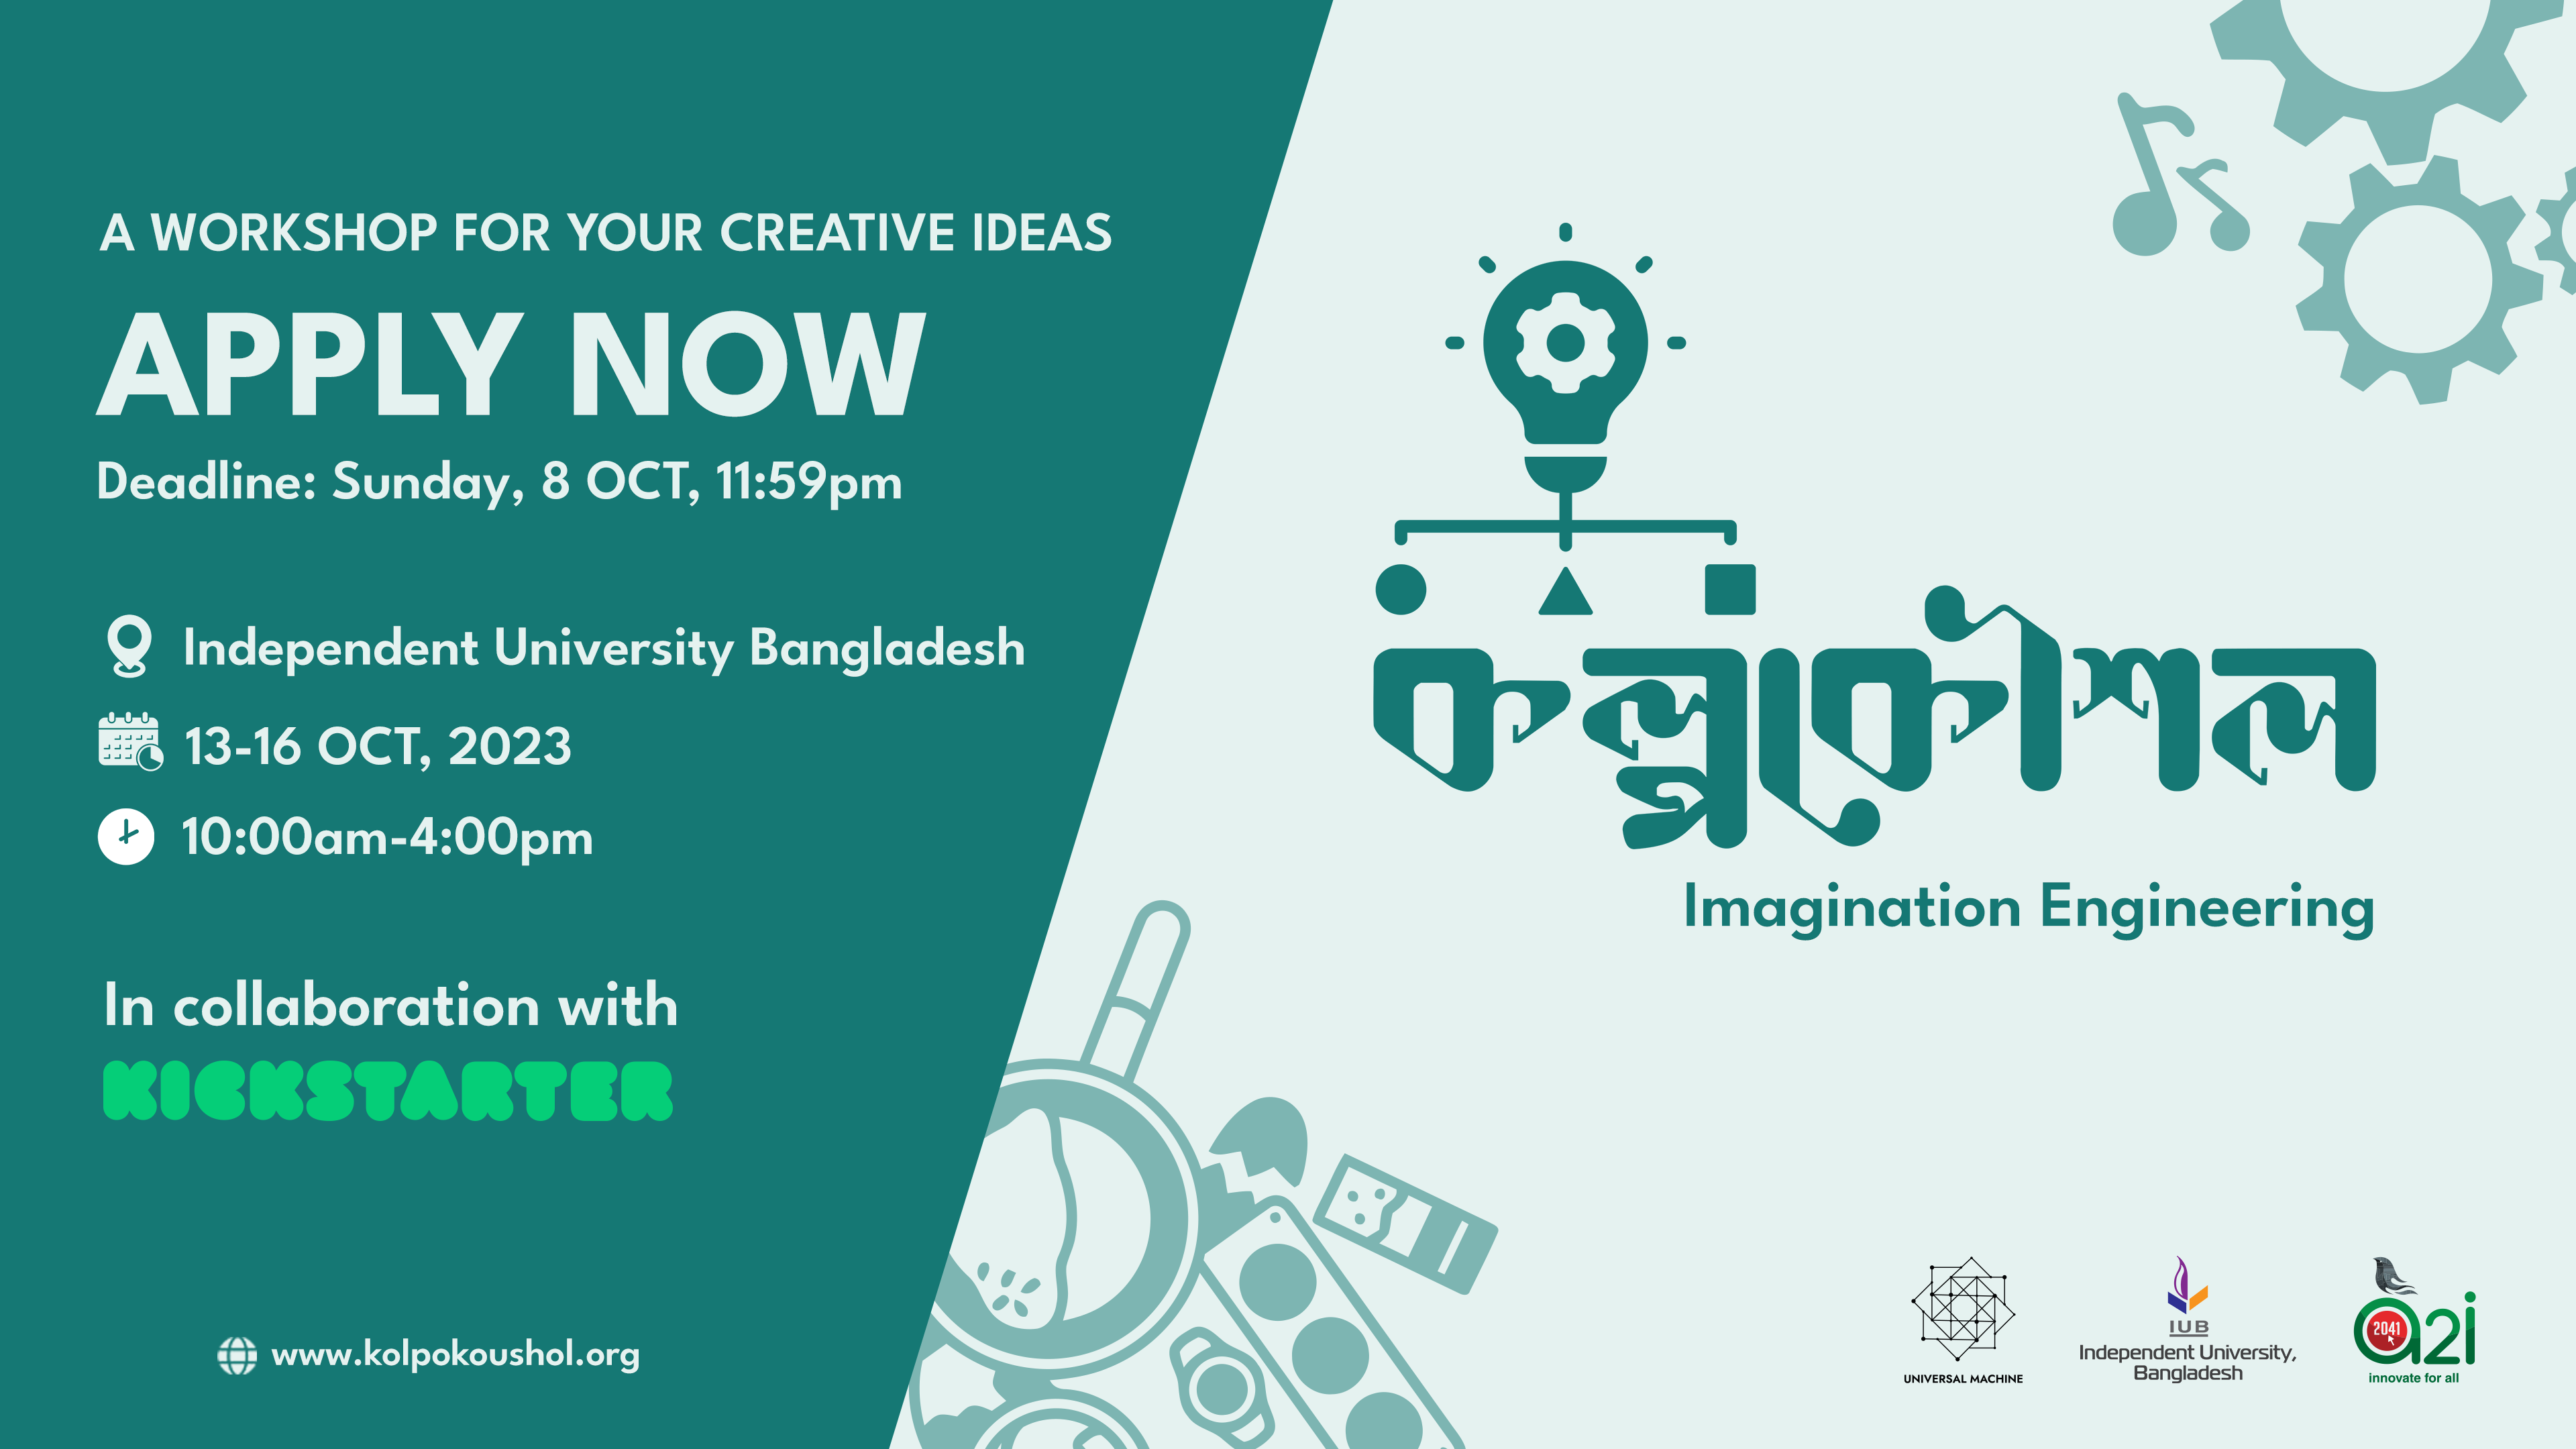 A WORKSHOP FOR YOUR CREATIVE IDEAS
APPLY NOW
Deadline: Sunday, 8 OCT, 11:59pm
Independent University Bangladesh
13-16 OCT, 2023
10:00am-4:00pm
In collaboration with
KICKSTARTER
www.kolpokoushol.org
কল্পকৌশল
Imagination Engineering
UNIVERSAL MACHINE
IUB
Independent University,
Bangladesh
2041
a2i
innovate for all